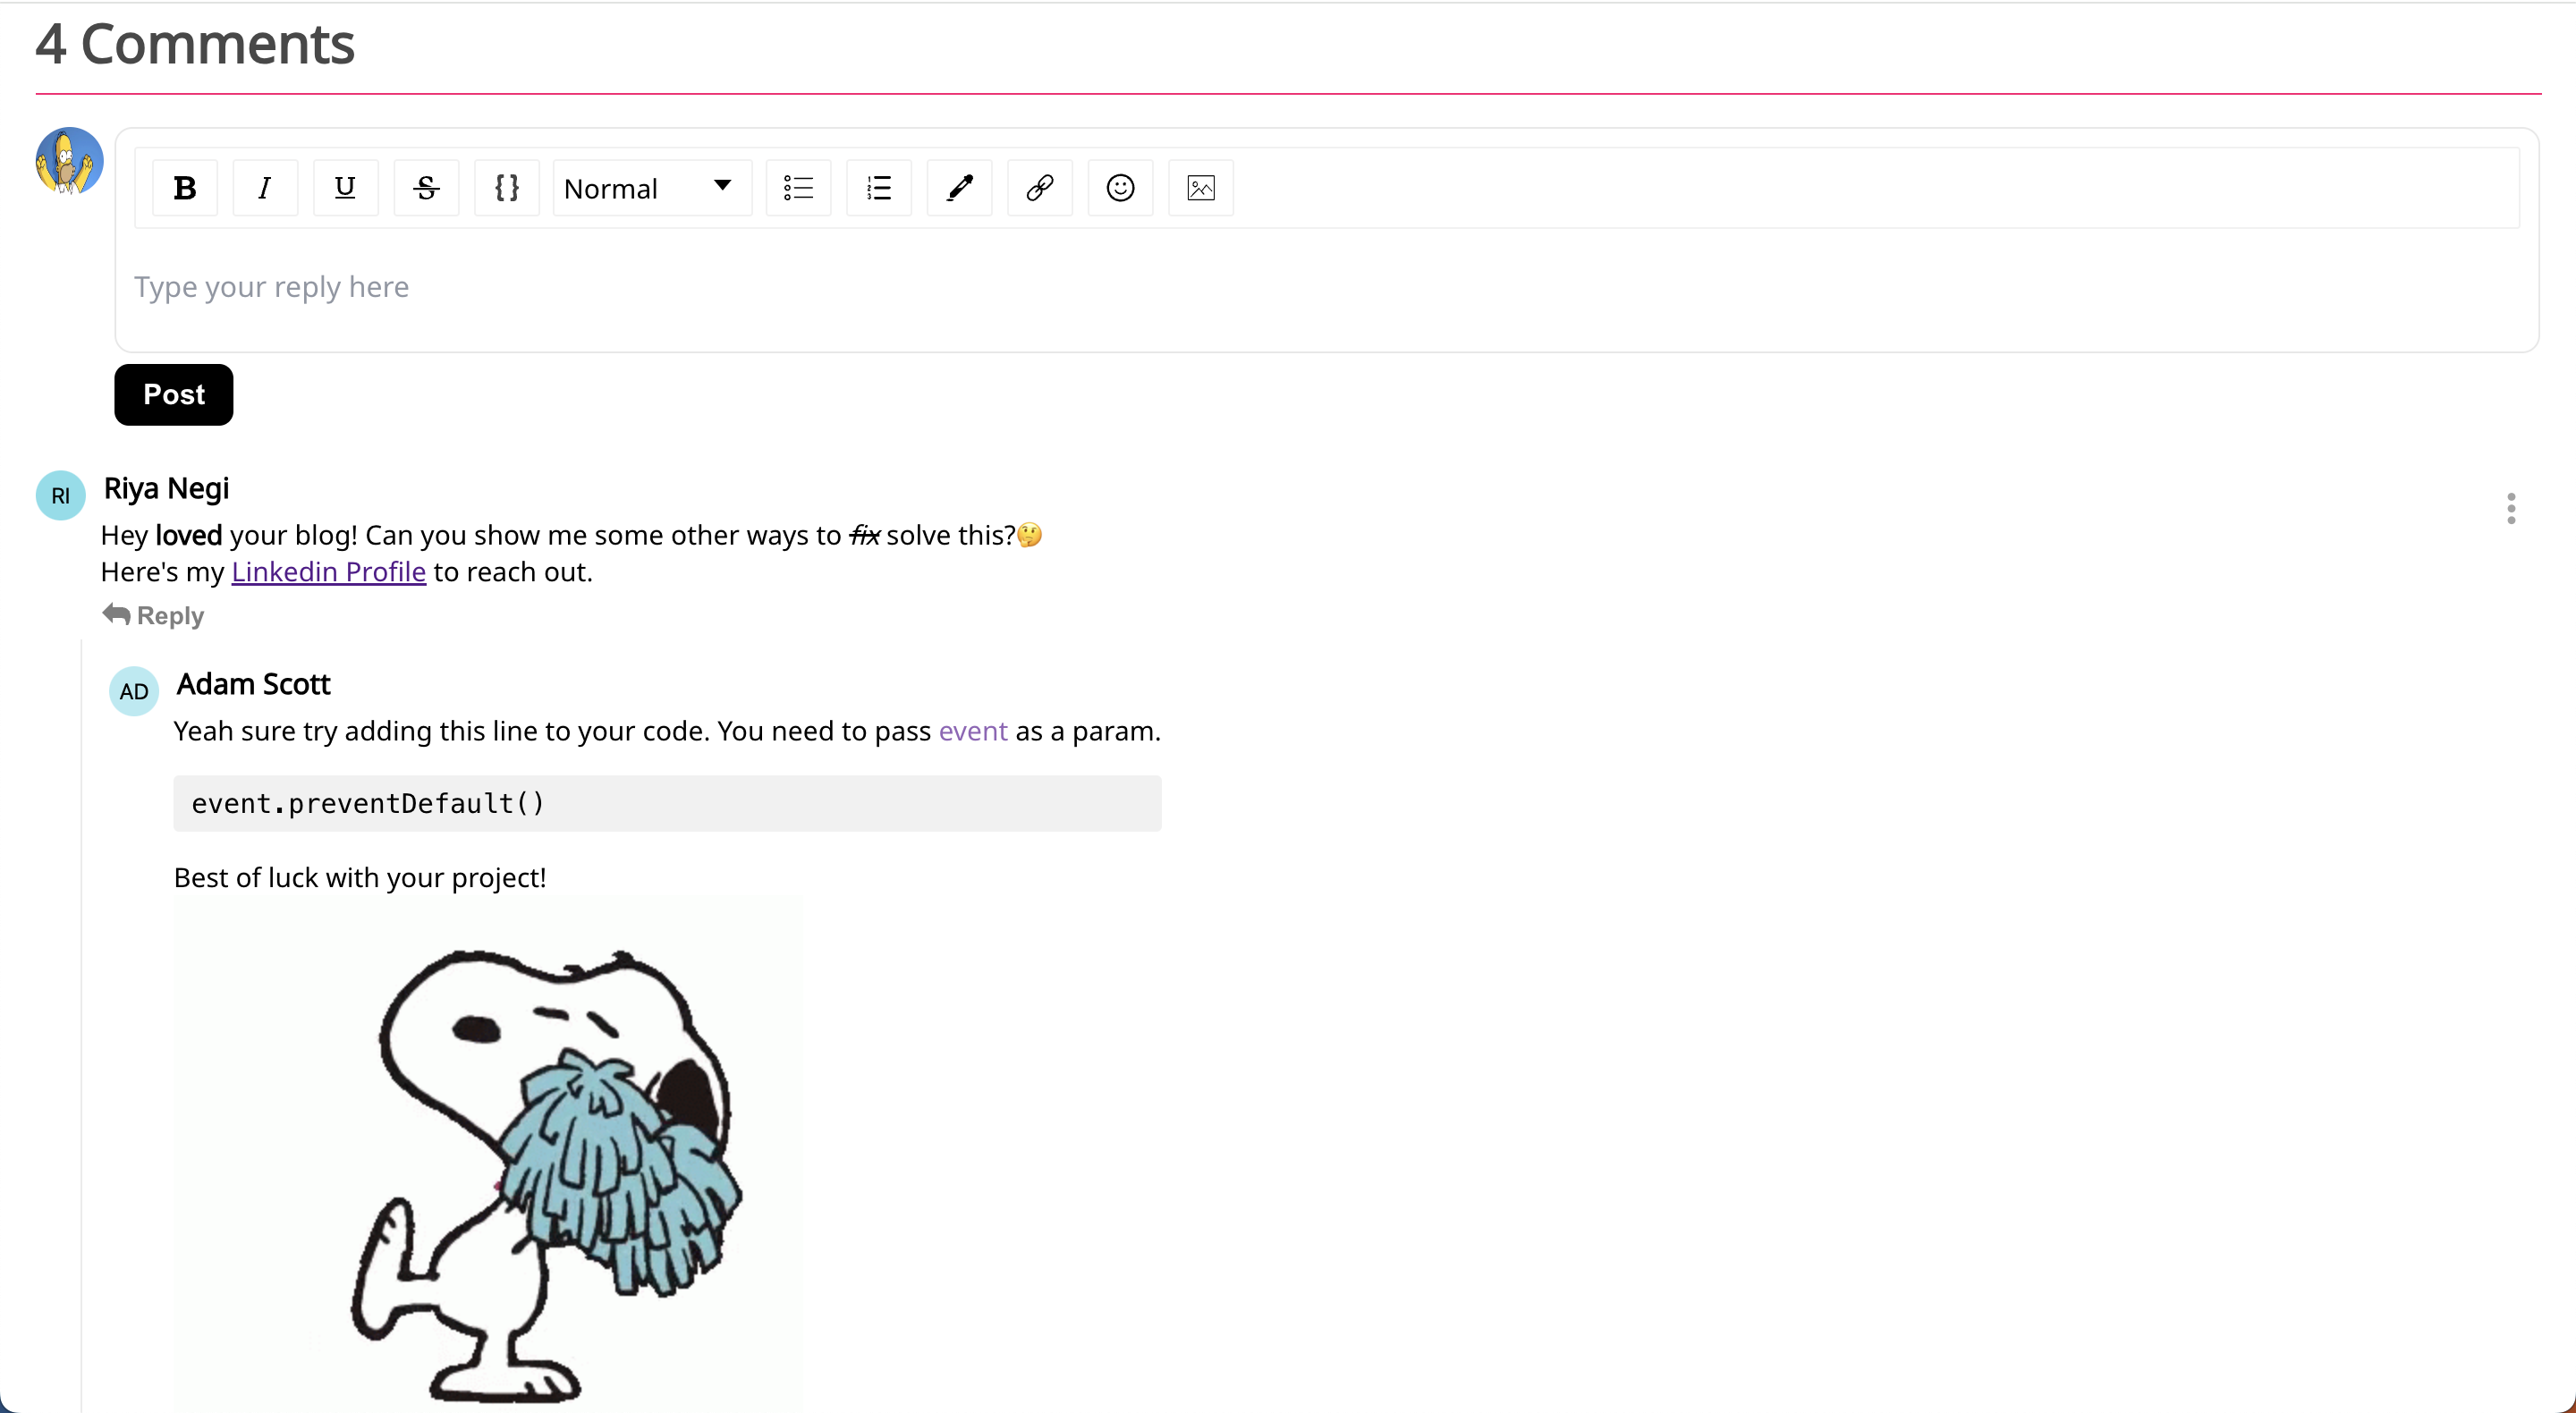 4 Comments
B I U S {} Normal
Type your reply here
Post
RI Riya Negi
Hey loved your blog! Can you show me some other ways to fix solve this?🤔
Here's my Linkedin Profile to reach out.
Reply
AD Adam Scott
Yeah sure try adding this line to your code. You need to pass event as a param.
event.preventDefault()
Best of luck with your project!